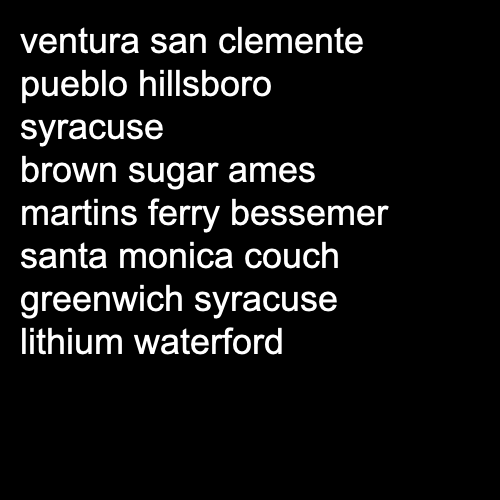 ventura san clemente
pueblo hillsboro
syracuse
brown sugar ames
martins ferry bessemer
santa monica couch
greenwich syracuse
lithium waterford